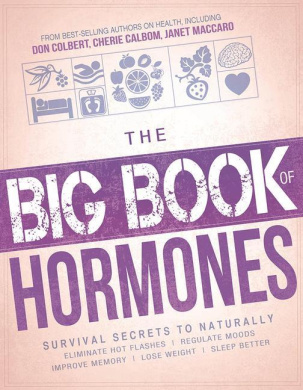 FROM BEST-SELLING AUTHORS ON HEALTH, INCLUDING
DON COLBERT, CHERIE CALBOM, JANET MACCARO
THE
BIG BOOK OF
HORMONES
SURVIVAL SECRETS TO NATURALLY
ELIMINATE HOT FLASHES | REGULATE MOODS
IMPROVE MEMORY | LOSE WEIGHT | SLEEP BETTER